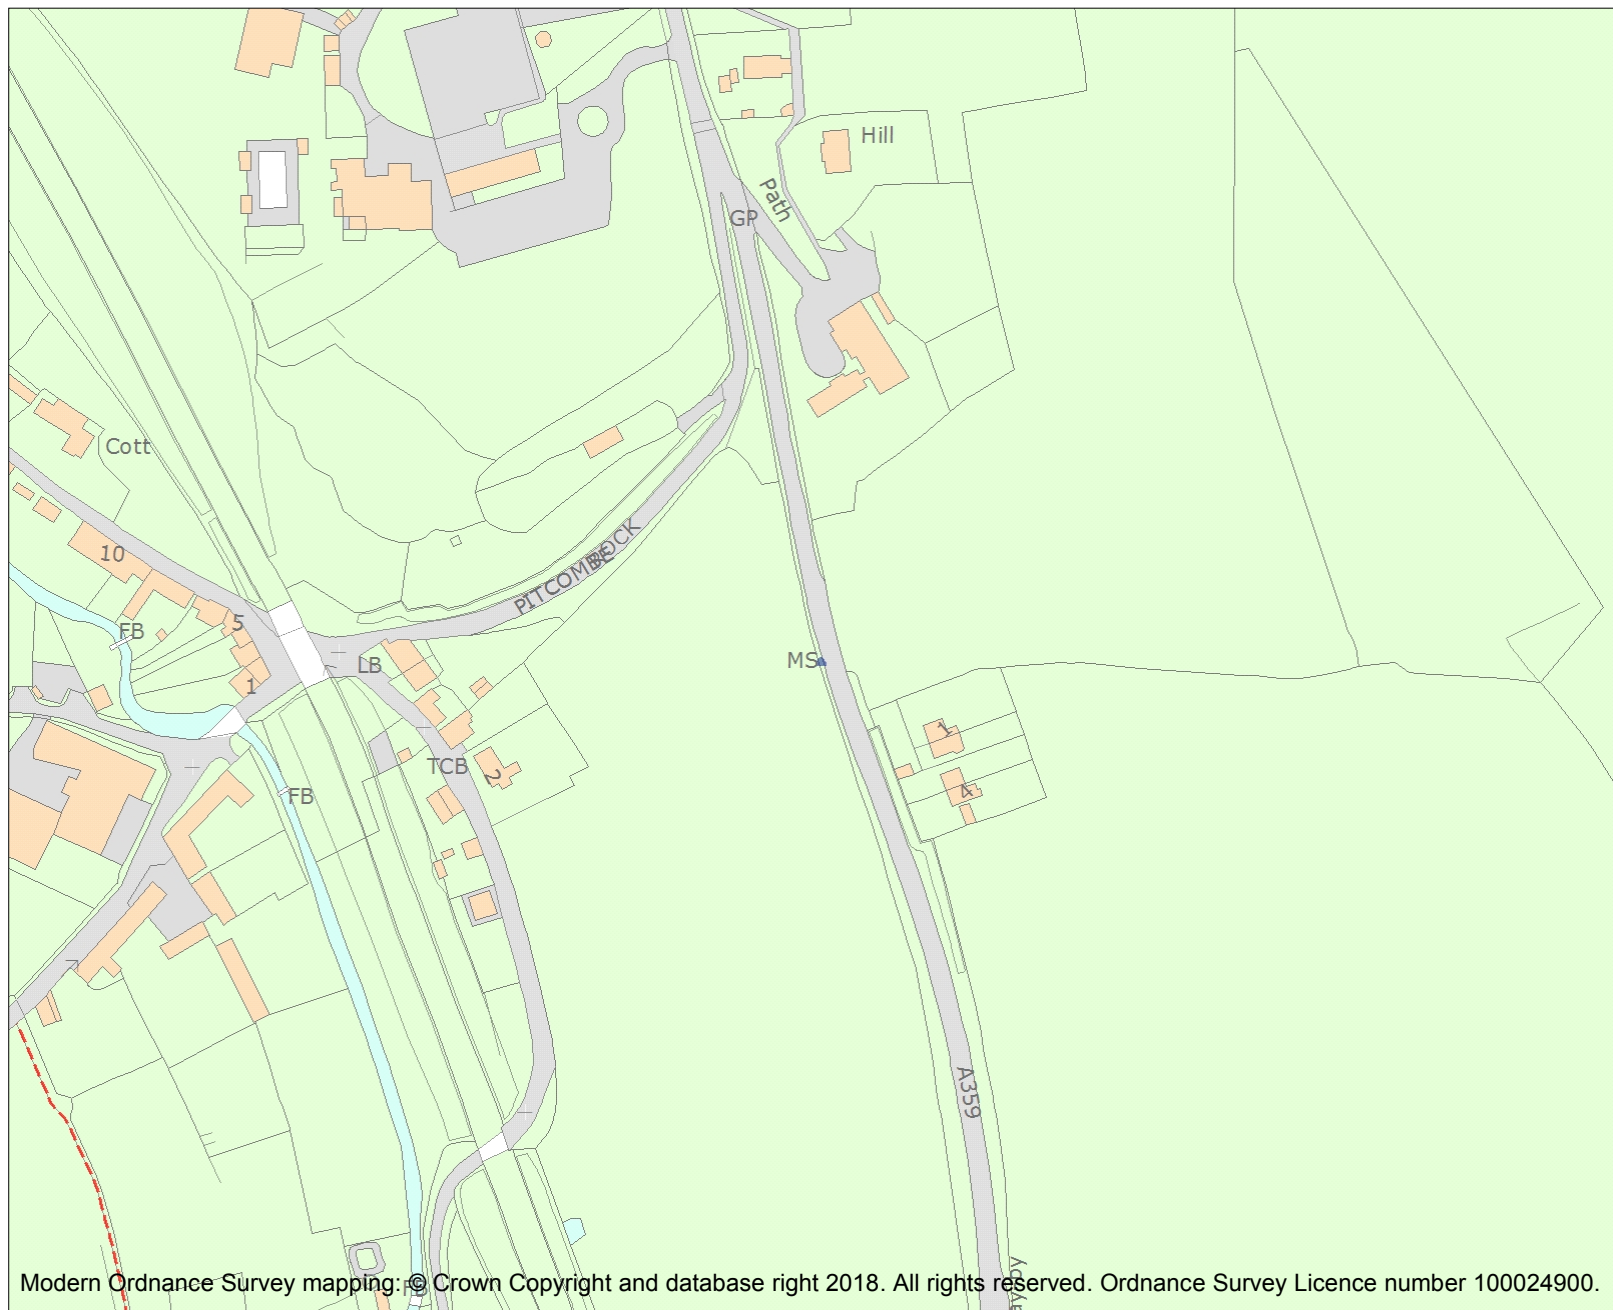 Hill
Path
GP
Cott
10
PITCOMBE ROCK
FB
5
LB
MS
1
1
TCB
2
4
FB
A359
FB
Modern Ordnance Survey mapping: © Crown Copyright and database right 2018. All rights reserved. Ordnance Survey Licence number 100024900.